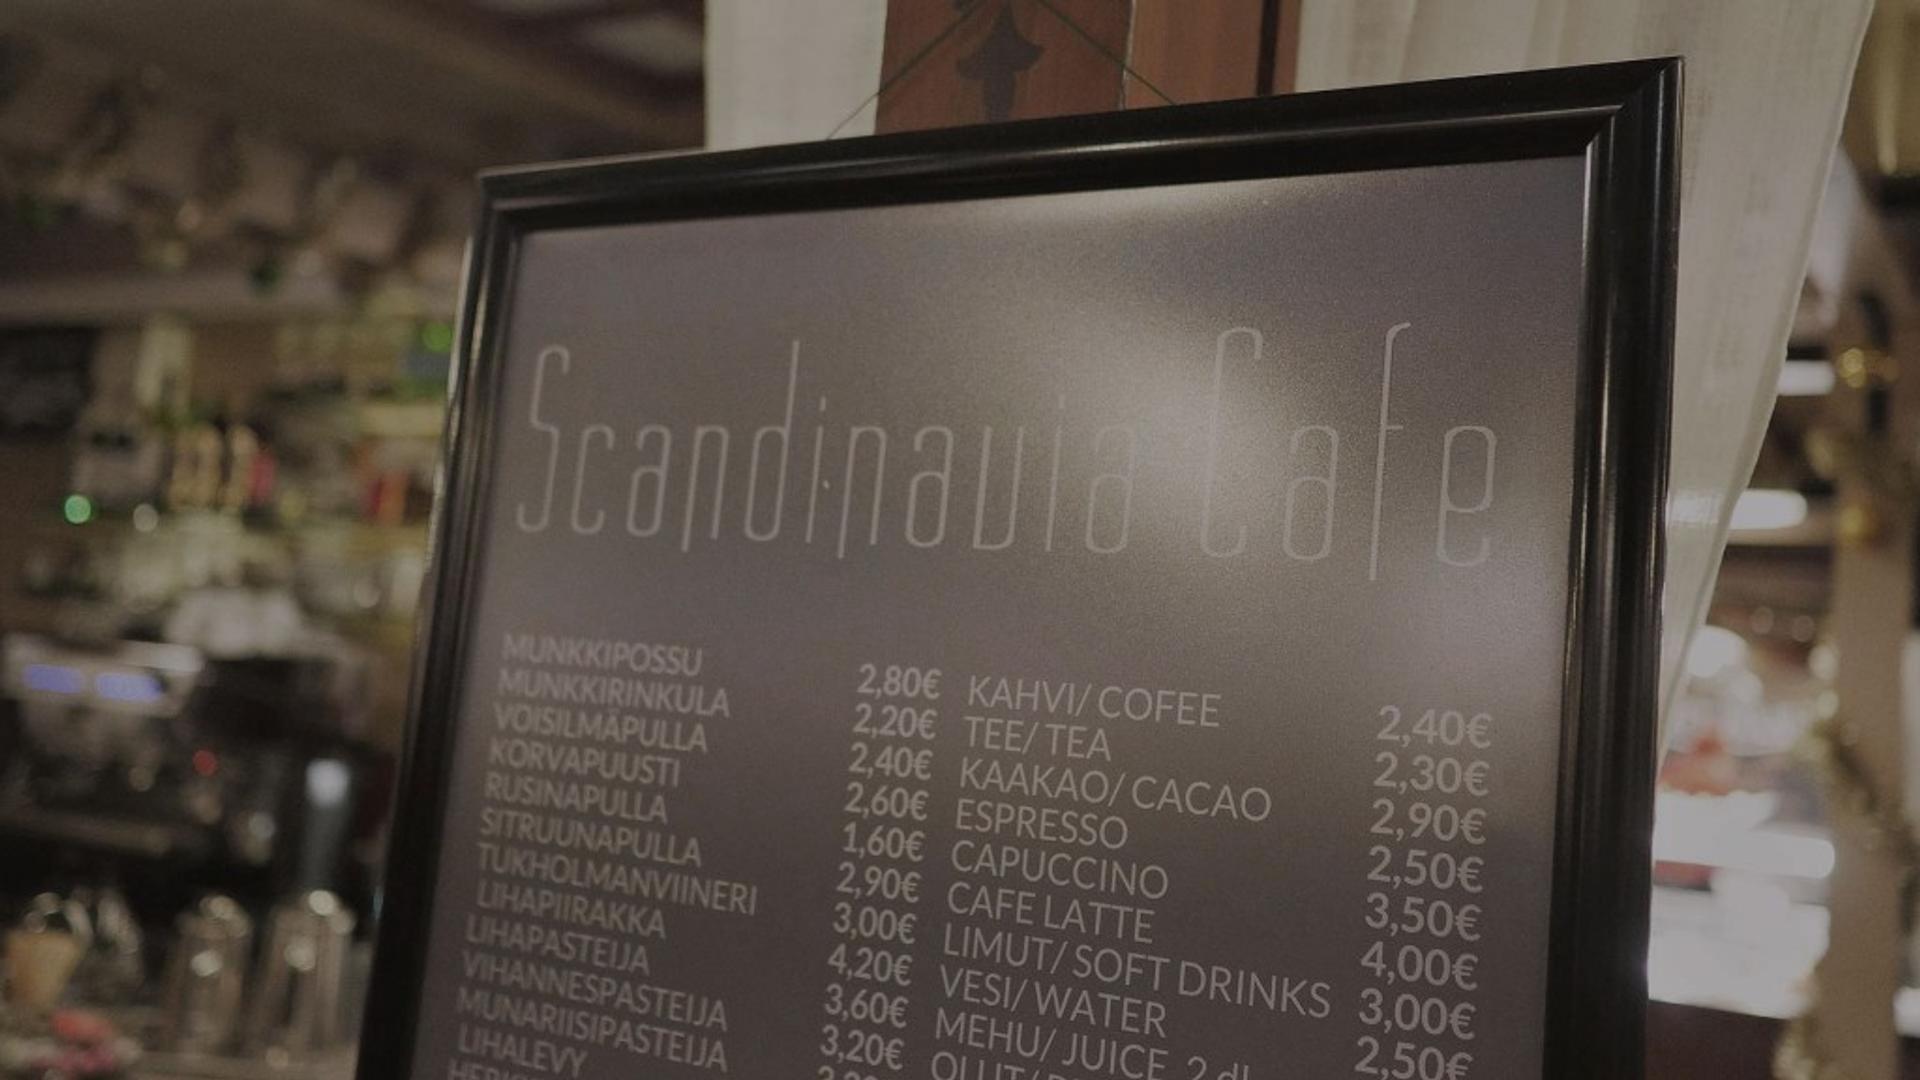 Scandinavia Cafe
MUNKKIPOSSU 2,80€
MUNKKIRINKULA 2,20€
VOISILMÄPULLA 2,40€
KORVAPUUSTI 2,60€
RUSINAPULLA 1,60€
SITRUUNAPULLA 2,90€
TUKHOLMANVIINERI 3,00€
LIHAPIIRAKKA 4,20€
LIHAPASTEIJA 3,60€
VIHANNESPASTEIJA 3,20€
MUNARIISIPASTEIJA
LIHALEVY
KAHVI/ COFEE 2,40€
TEE/ TEA 2,30€
KAAKAO/ CACAO 2,90€
ESPRESSO 2,50€
CAPUCCINO 3,50€
CAFE LATTE 4,00€
LIMUT/ SOFT DRINKS 3,00€
VESI/ WATER 2,50€
MEHU/ JUICE 2 dl
OLUT/